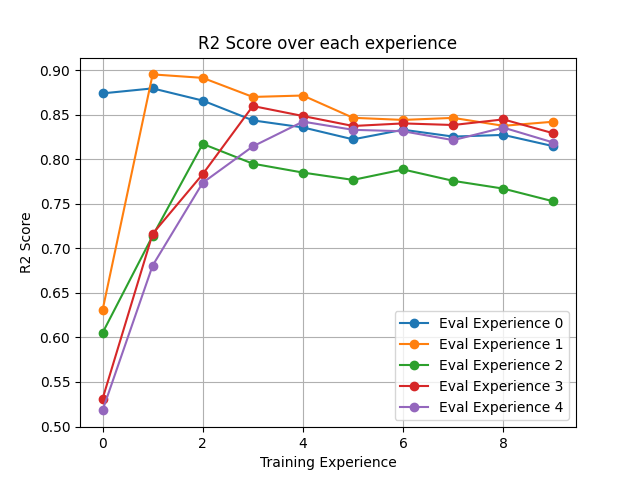 R2 Score over each experience
R2 Score
0.90
0.85
0.80
0.75
0.70
0.65
0.60
0.55
0.50
0
2
4
6
8
Training Experience
Eval Experience 0
Eval Experience 1
Eval Experience 2
Eval Experience 3
Eval Experience 4